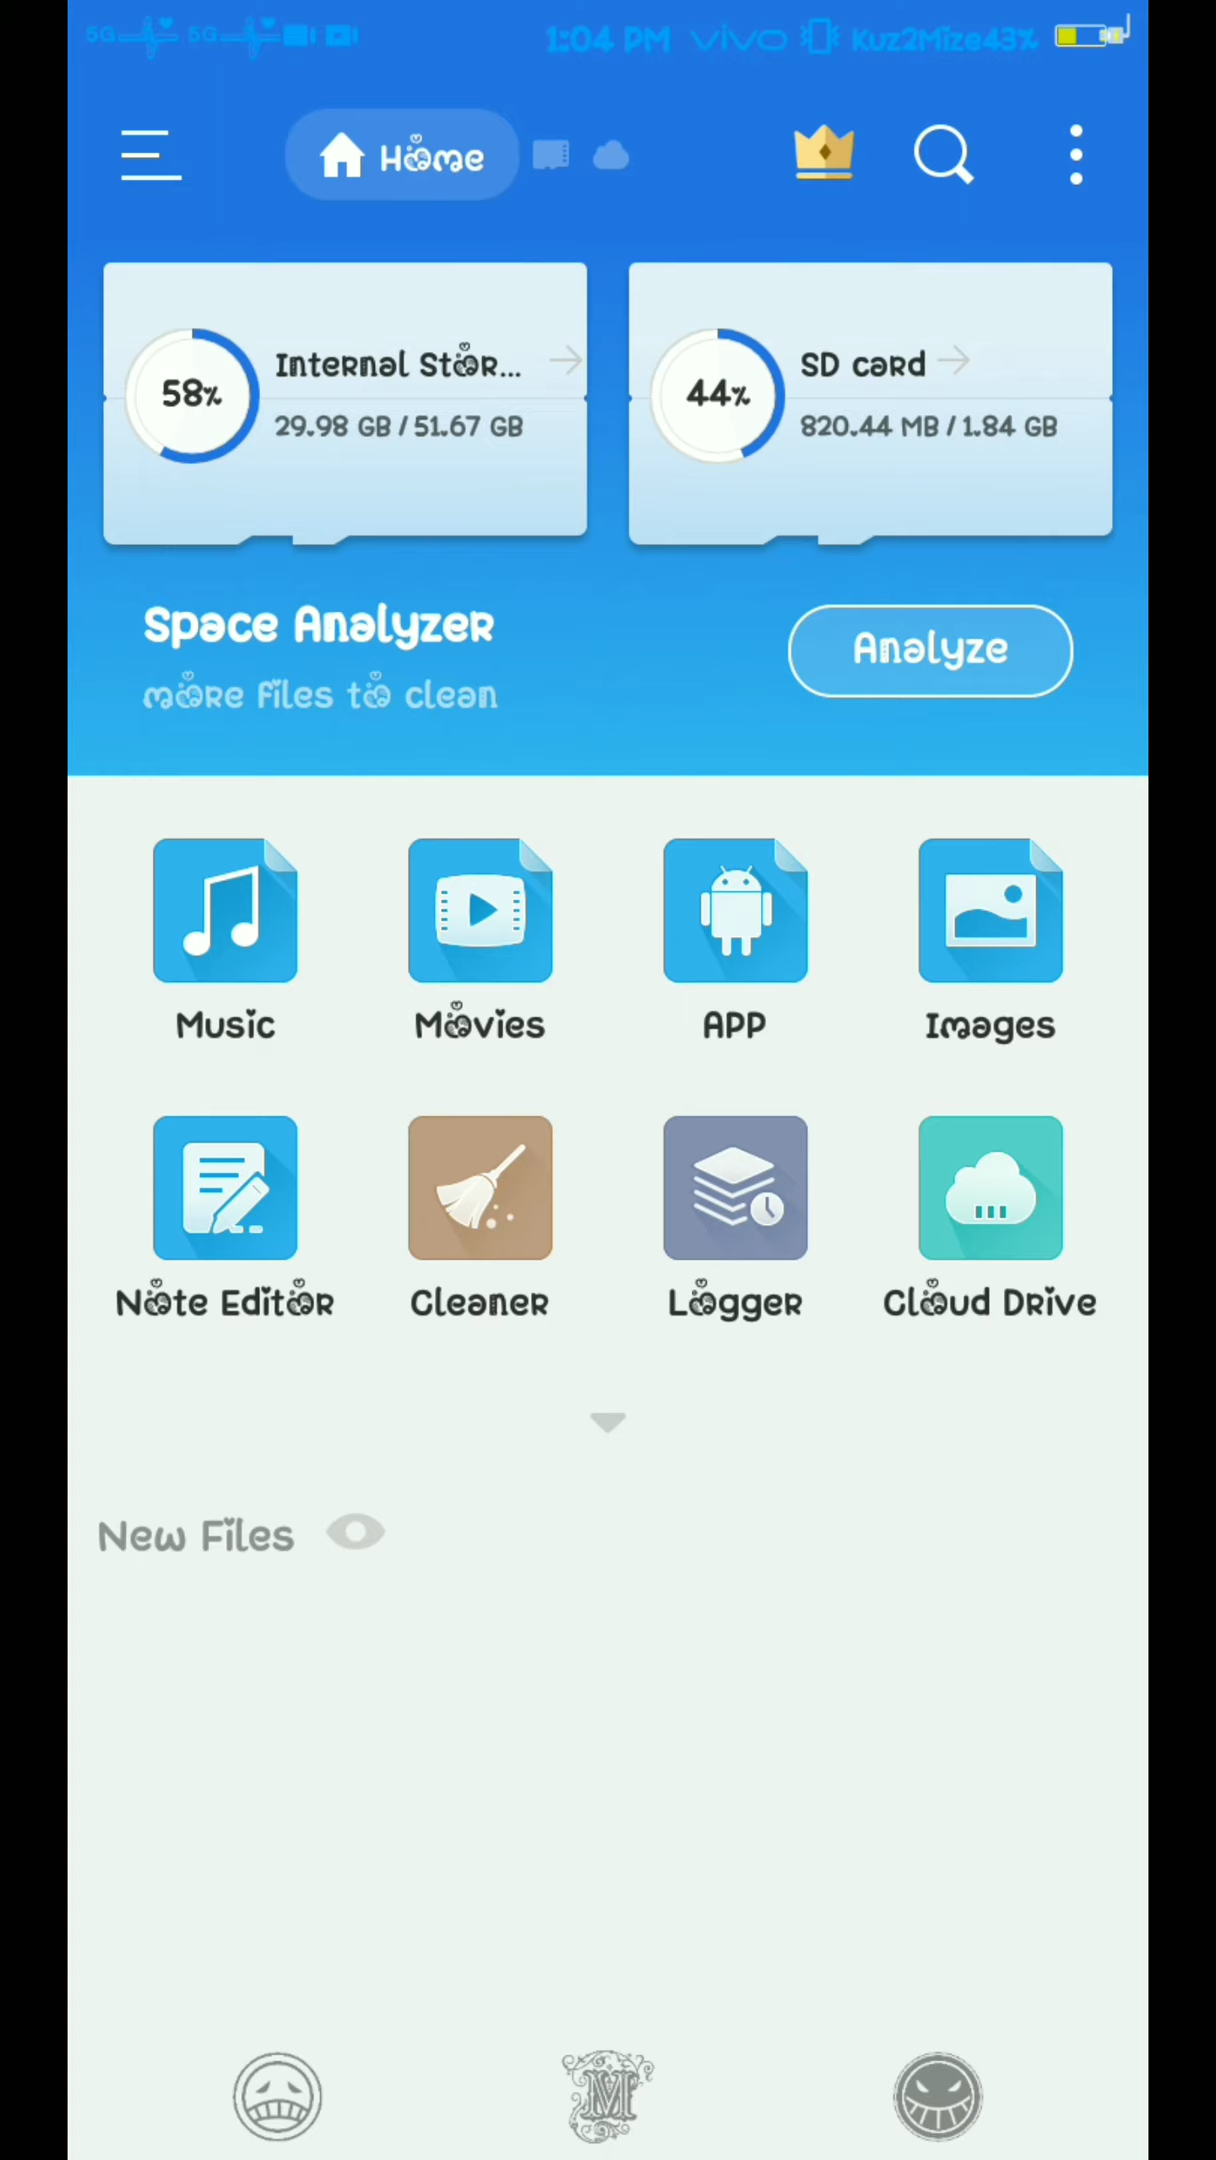 5G 5G 1:04 PM vivo Kuz2Mize43%
Home
58% Internal Stor...
29.98 GB / 51.67 GB
44% SD card
820.44 MB / 1.84 GB
Space Analyzer
more files to clean
Analyze
Music Movies APP Images
Note Editor Cleaner Logger Cloud Drive
New Files
M